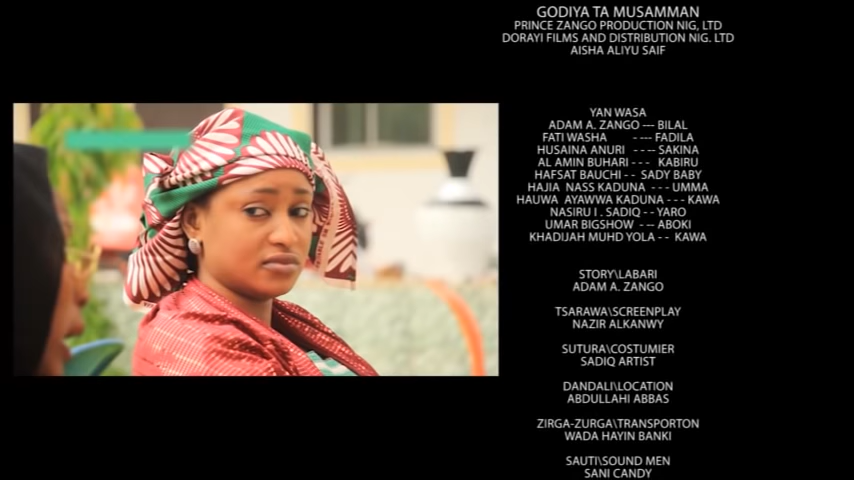 GODIYA TA MUSAMMAN
PRINCE ZANGO PRODUCTION NIG, LTD
DORAYI FILMS AND DISTRIBUTION NIG. LTD
AISHA ALIYU SAIF
YAN WASA
ADAM A. ZANGO --- BILAL
FATI WASHA - --- FADILA
HUSAINA ANURI - - -- SAKINA
AL AMIN BUHARI - - - KABIRU
HAFSAT BAUCHI - - SADY BABY
HAJIA NASS KADUNA - - - UMMA
HAUWA AYAWWA KADUNA - - - KAWA
NASIRU I . SADIQ - - YARO
UMAR BIGSHOW - -- ABOKI
KHADIJAH MUHD YOLA - - KAWA
STORY\LABARI
ADAM A. ZANGO
TSARAWA\SCREENPLAY
NAZIR ALKANWY
SUTURA\COSTUMIER
SADIQ ARTIST
DANDALI\LOCATION
ABDULLAHI ABBAS
ZIRGA-ZURGA\TRANSPORTON
WADA HAYIN BANKI
SAUTI\SOUND MEN
SANI CANDY